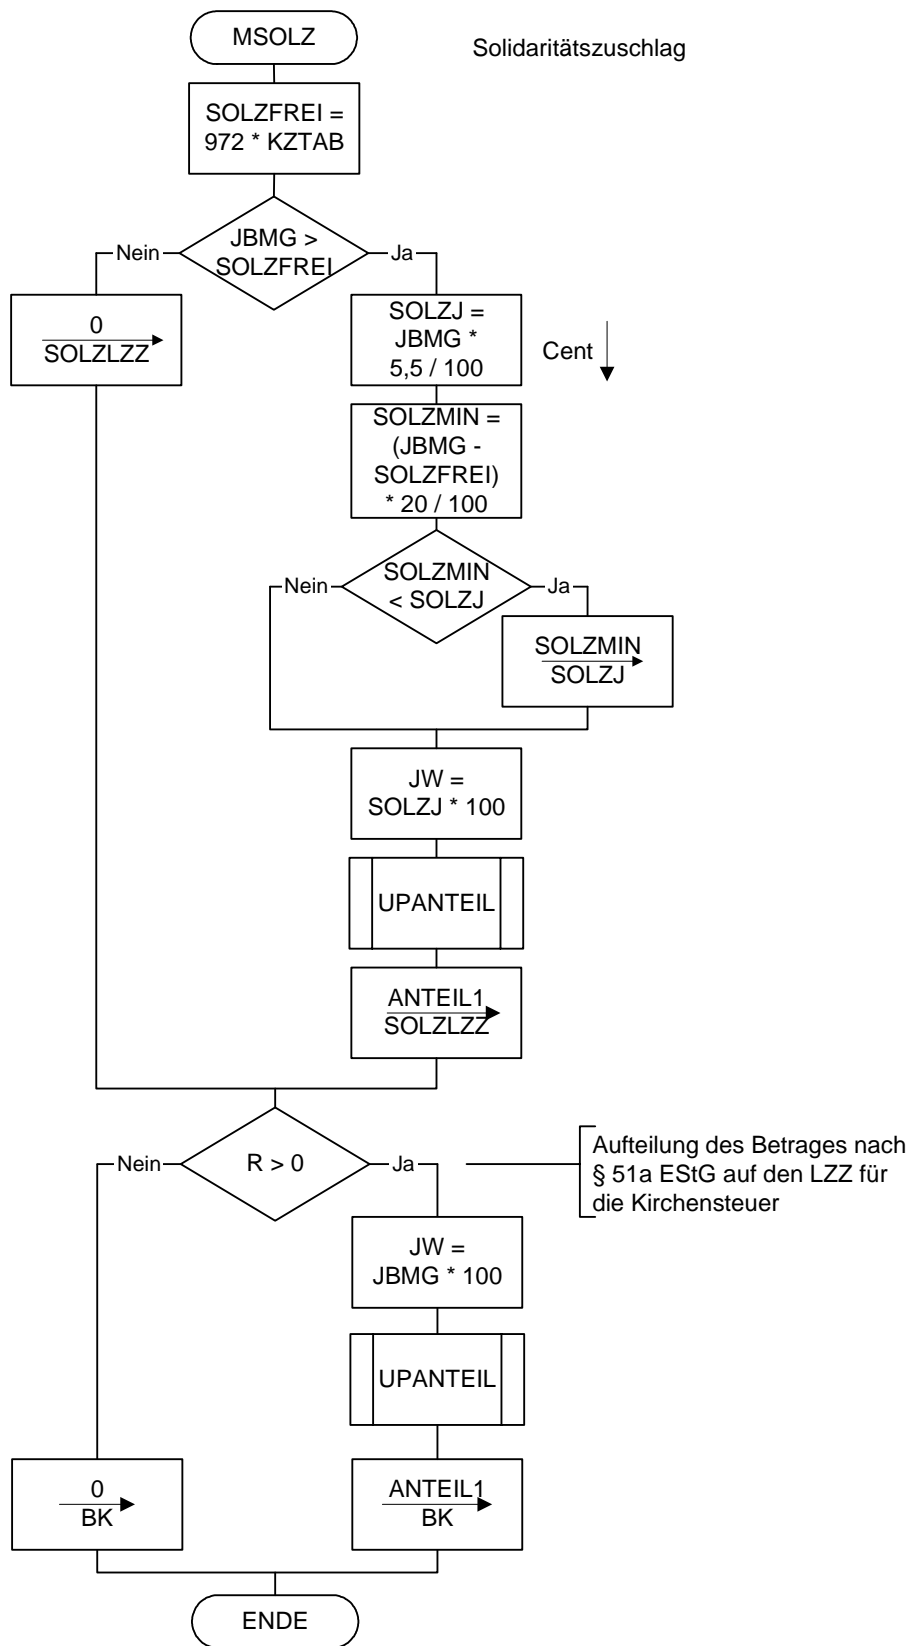 MSOLZ
Solidaritätszuschlag
SOLZFREI =
972 * KZTAB
JBMG >
SOLZFREI
Nein
Ja
0
SOLZLZZ
SOLZJ =
JBMG *
5,5 / 100
Cent
SOLZMIN =
(JBMG -
SOLZFREI)
* 20 / 100
SOLZMIN
< SOLZJ
Nein
Ja
SOLZMIN
SOLZJ
JW =
SOLZJ * 100
UPANTEIL
ANTEIL1
SOLZLZZ
R > 0
Nein
Ja
Aufteilung des Betrages nach
§ 51a EStG auf den LZZ für
die Kirchensteuer
JW =
JBMG * 100
UPANTEIL
0
BK
ANTEIL1
BK
ENDE